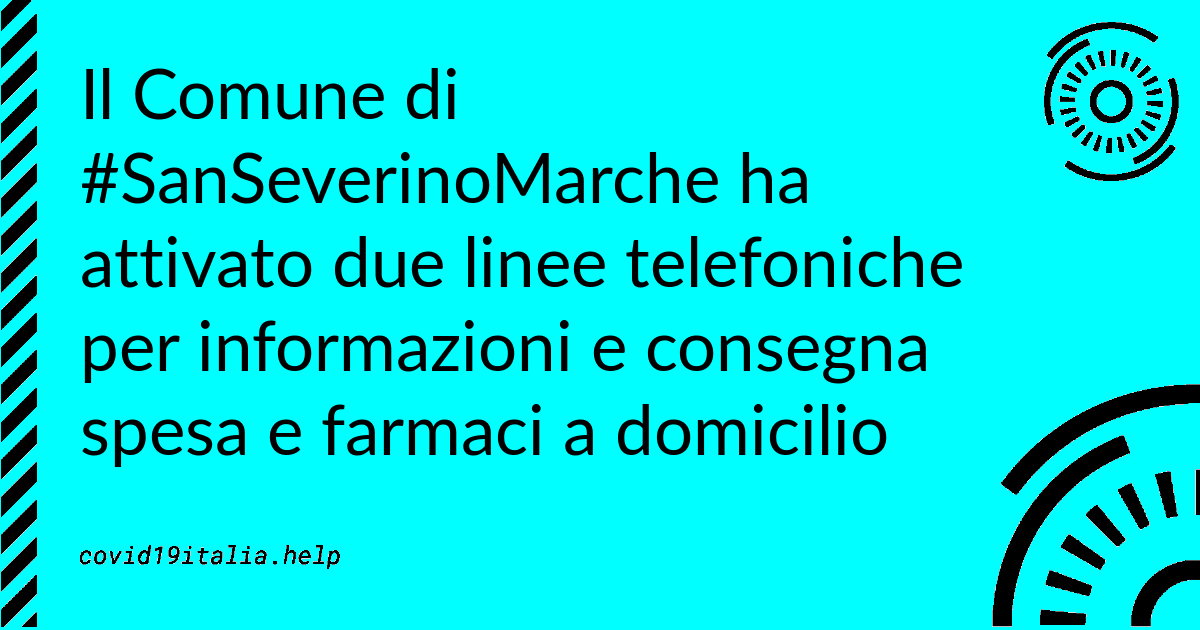 Il Comune di
#SanSeverinoMarche ha
attivato due linee telefoniche
per informazioni e consegna
spesa e farmaci a domicilio
covid19italia.help